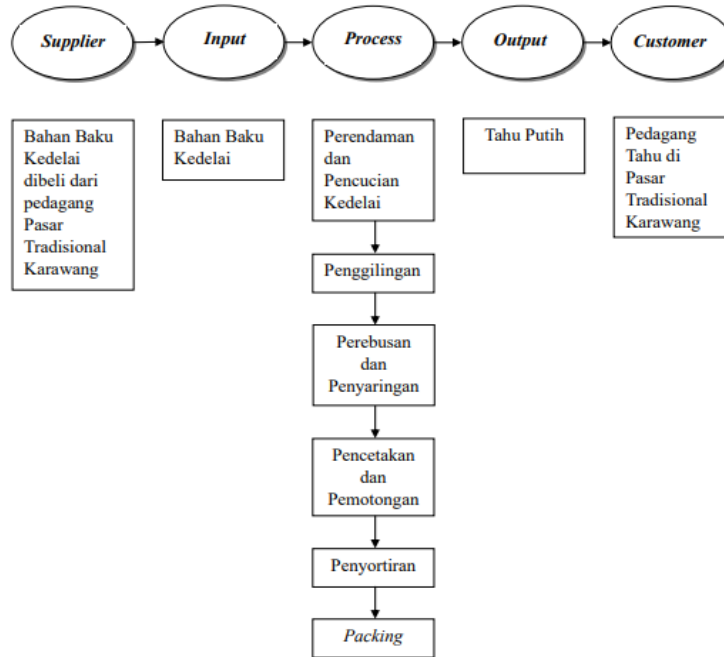 Supplier
Input
Process
Output
Customer
Bahan Baku
Kedelai
dibeli dari
pedagang
Pasar
Tradisional
Karawang
Bahan Baku
Kedelai
Perendaman
dan
Pencucian
Kedelai
Penggilingan
Perebusan
dan
Penyaringan
Pencetakan
dan
Pemotongan
Penyortiran
Packing
Tahu Putih
Pedagang
Tahu di
Pasar
Tradisional
Karawang